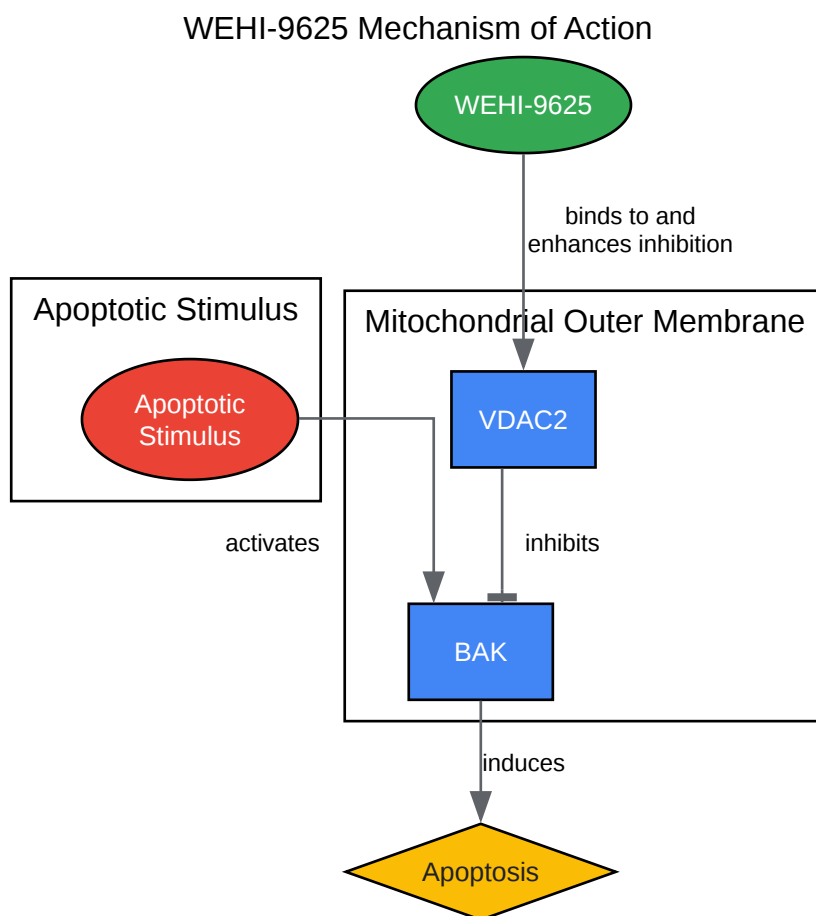 WEHI-9625 Mechanism of Action
WEHI-9625
binds to and
enhances inhibition
Apoptotic Stimulus
Mitochondrial Outer Membrane
Apoptotic
Stimulus
VDAC2
activates
inhibits
BAK
induces
Apoptosis